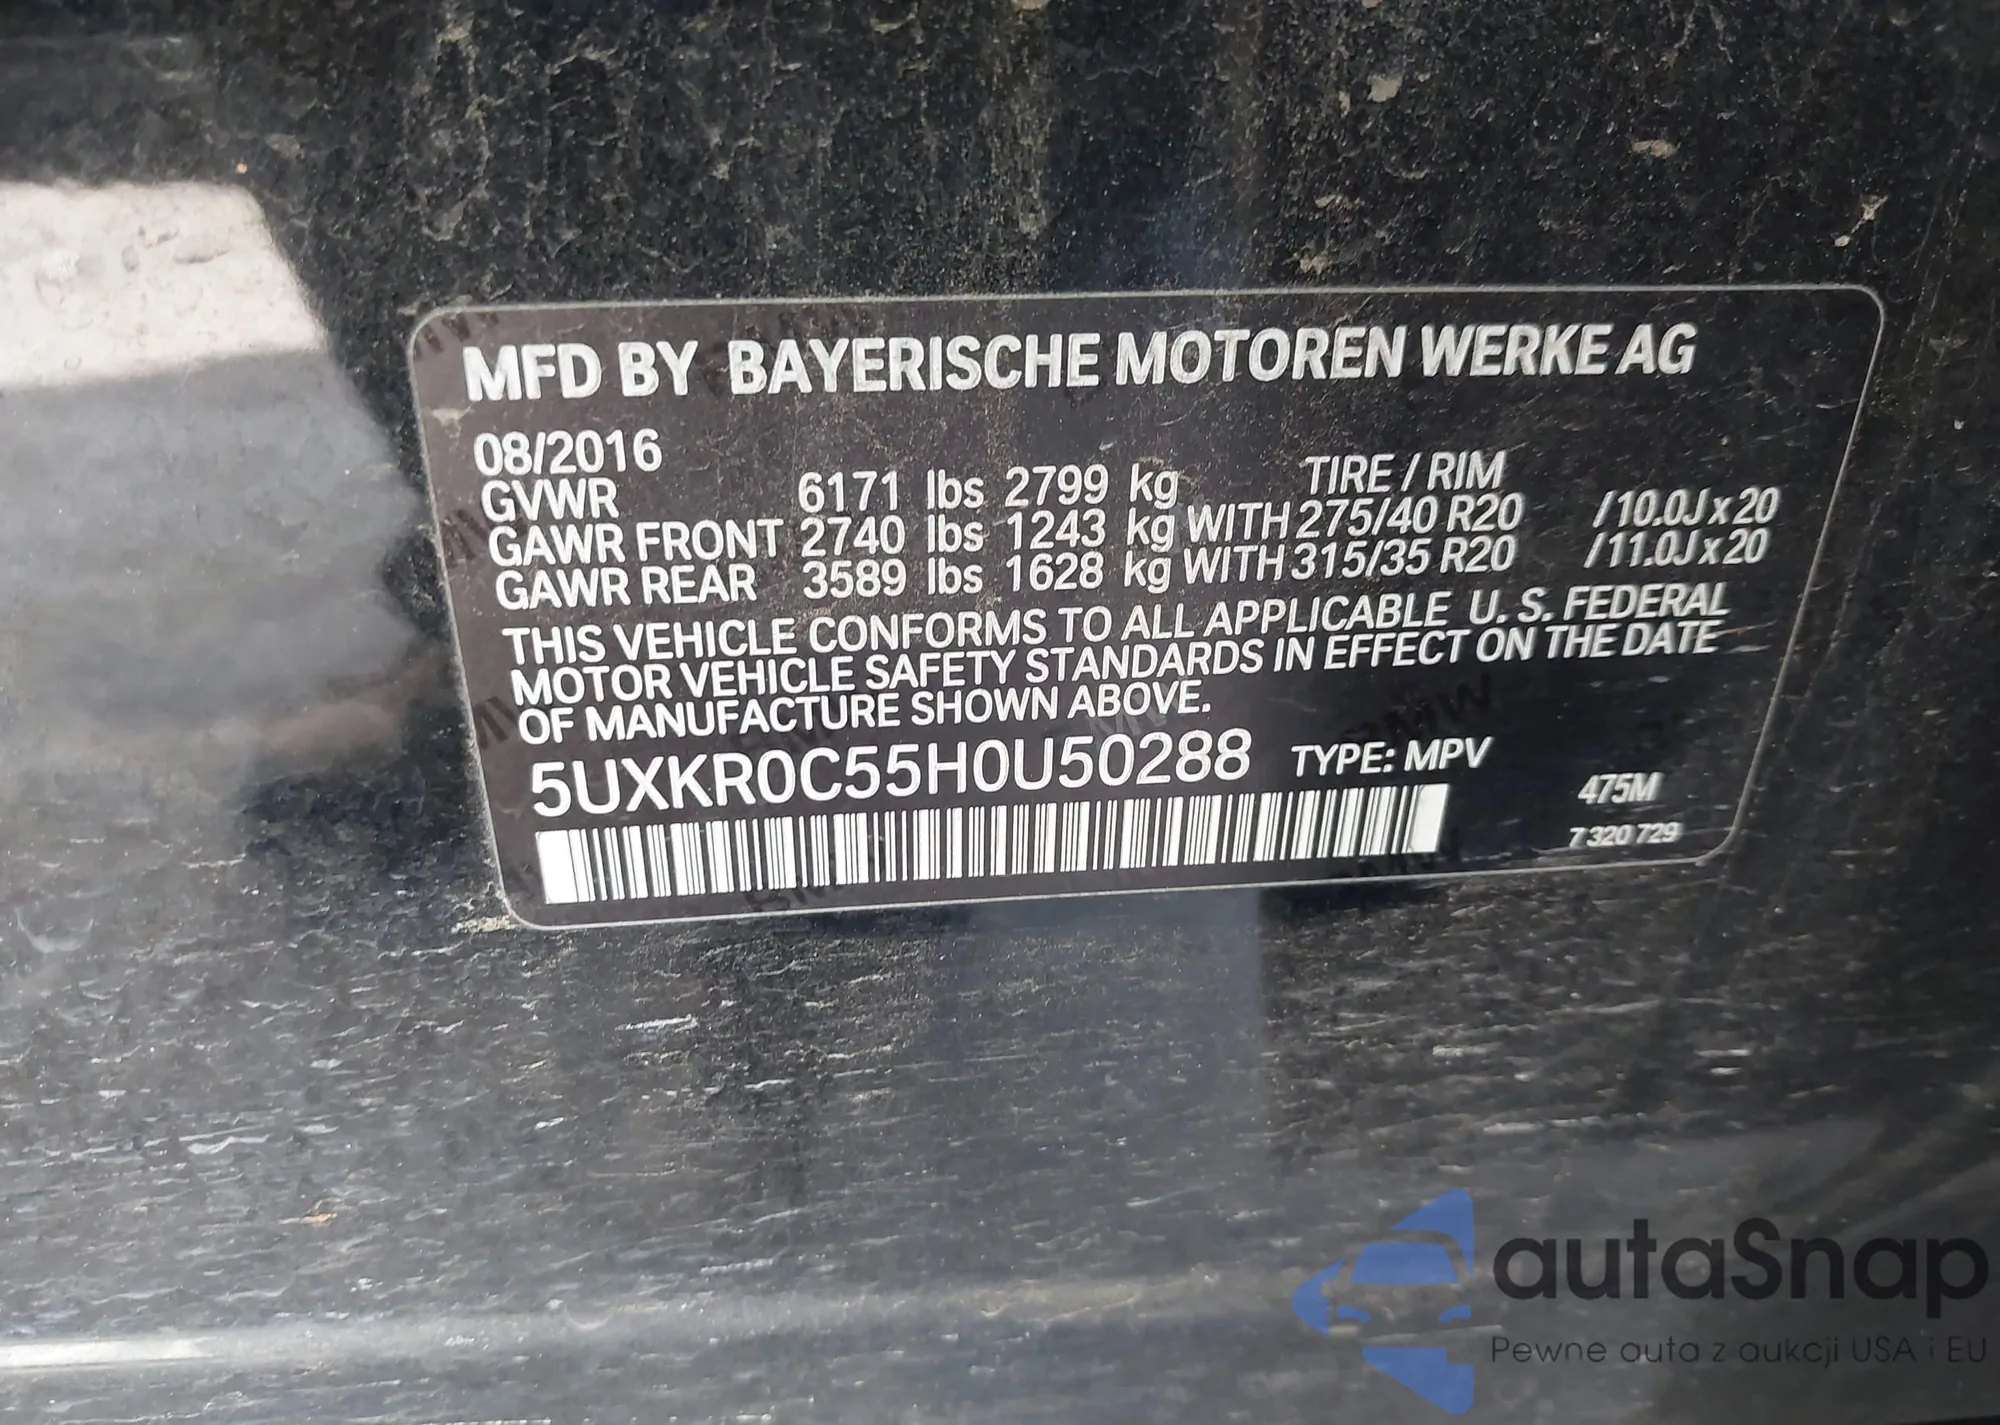 MFD BY BAYERISCHE MOTOREN WERKE AG
08/2016
GVWR 6171 lbs 2799 kg TIRE / RIM
GAWR FRONT 2740 lbs 1243 kg WITH 275/40 R20 /10.0J x 20
GAWR REAR 3589 lbs 1628 kg WITH 315/35 R20 /11.0J x 20
THIS VEHICLE CONFORMS TO ALL APPLICABLE U. S. FEDERAL
MOTOR VEHICLE SAFETY STANDARDS IN EFFECT ON THE DATE
OF MANUFACTURE SHOWN ABOVE.
5UXKR0C55H0U50288 TYPE: MPV
475M
7 320 729
autaSnap
Pewne auta z aukcji USA i EU